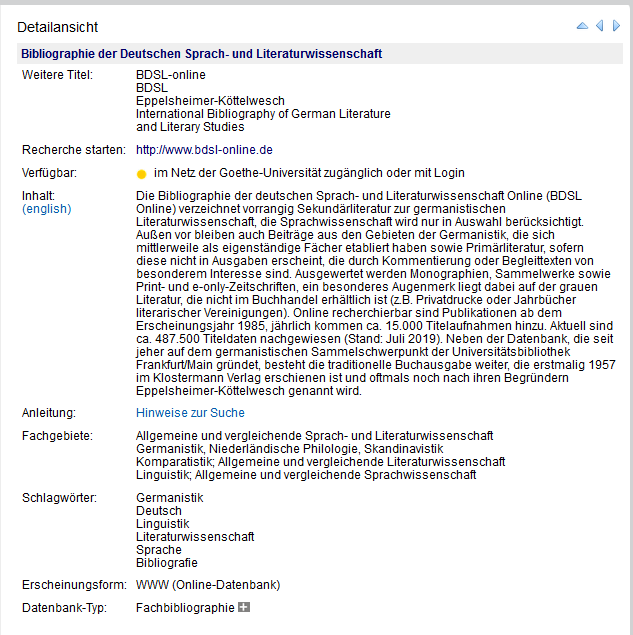 Detailansicht
Bibliographie der Deutschen Sprach- und Literaturwissenschaft
Weitere Titel: BDSL-online
BDSL
Eppelsheimer-Köttelwesch
International Bibliography of German Literature
and Literary Studies
Recherche starten: http://www.bdsl-online.de
Verfügbar: im Netz der Goethe-Universität zugänglich oder mit Login
Inhalt: Die Bibliographie der deutschen Sprach- und Literaturwissenschaft Online (BDSL
(english) Online) verzeichnet vorrangig Sekundärliteratur zur germanistischen
Literaturwissenschaft, die Sprachwissenschaft wird nur in Auswahl berücksichtigt.
Außen vor bleiben auch Beiträge aus den Gebieten der Germanistik, die sich
mittlerweile als eigenständige Fächer etabliert haben sowie Primärliteratur, sofern
diese nicht in Ausgaben erscheint, die durch Kommentierung oder Begleittexten von
besonderem Interesse sind. Ausgewertet werden Monographien, Sammelwerke sowie
Print- und e-only-Zeitschriften, ein besonderes Augenmerk liegt dabei auf der grauen
Literatur, die nicht im Buchhandel erhältlich ist (z.B. Privatdrucke oder Jahrbücher
literarischer Vereinigungen). Online recherchierbar sind Publikationen ab dem
Erscheinungsjahr 1985, jährlich kommen ca. 15.000 Titelaufnahmen hinzu. Aktuell sind
ca. 487.500 Titeldaten nachgewiesen (Stand: Juli 2019). Neben der Datenbank, die seit
jeher auf dem germanistischen Sammelschwerpunkt der Universitätsbibliothek
Frankfurt/Main gründet, besteht die traditionelle Buchausgabe weiter, die erstmalig 1957
im Klostermann Verlag erschienen ist und oftmals noch nach ihren Begründern
Eppelsheimer-Köttelwesch genannt wird.
Anleitung: Hinweise zur Suche
Fachgebiete: Allgemeine und vergleichende Sprach- und Literaturwissenschaft
Germanistik, Niederländische Philologie, Skandinavistik
Komparatistik; Allgemeine und vergleichende Literaturwissenschaft
Linguistik; Allgemeine und vergleichende Sprachwissenschaft
Schlagwörter: Germanistik
Deutsch
Linguistik
Literaturwissenschaft
Sprache
Bibliografie
Erscheinungsform: WWW (Online-Datenbank)
Datenbank-Typ: Fachbibliographie